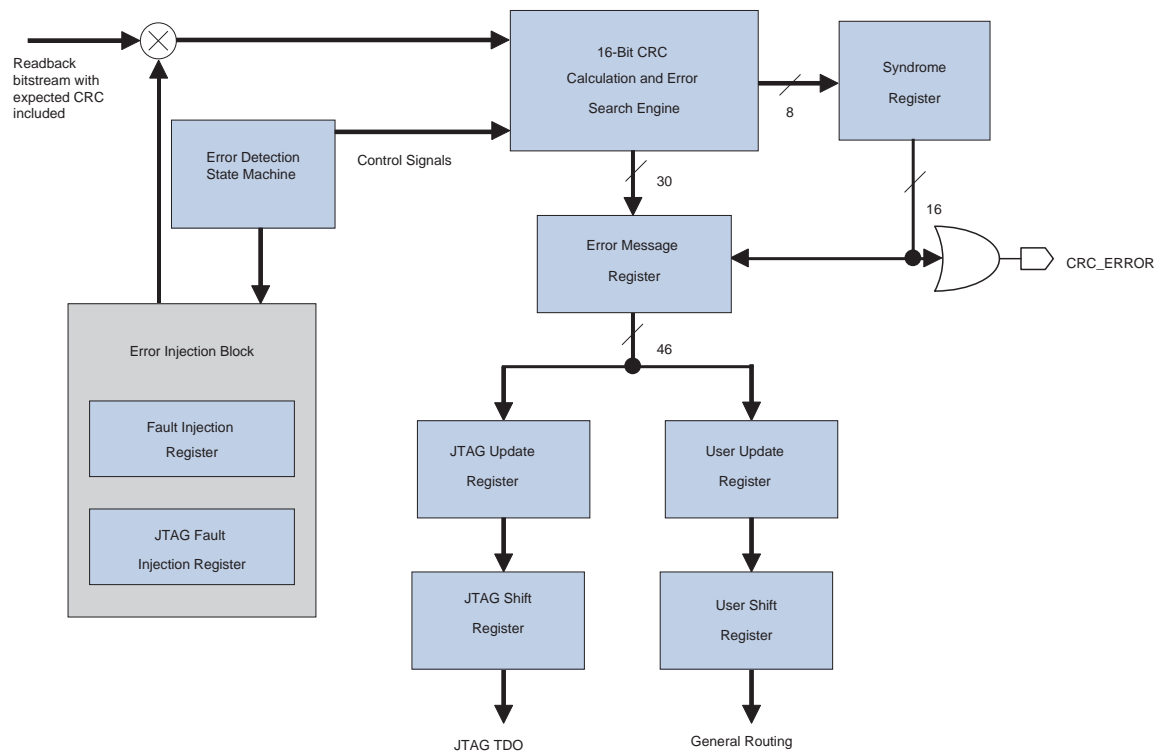 Readback
bitstream with
expected CRC
included
16-Bit CRC
Calculation and Error
Search Engine
8
Syndrome
Register
Error Detection
State Machine
Control Signals
30
16
Error Message
Register
CRC_ERROR
46
Error Injection Block
Fault Injection
Register
JTAG Fault
Injection Register
JTAG Update
Register
User Update
Register
JTAG Shift
Register
User Shift
Register
JTAG TDO
General Routing